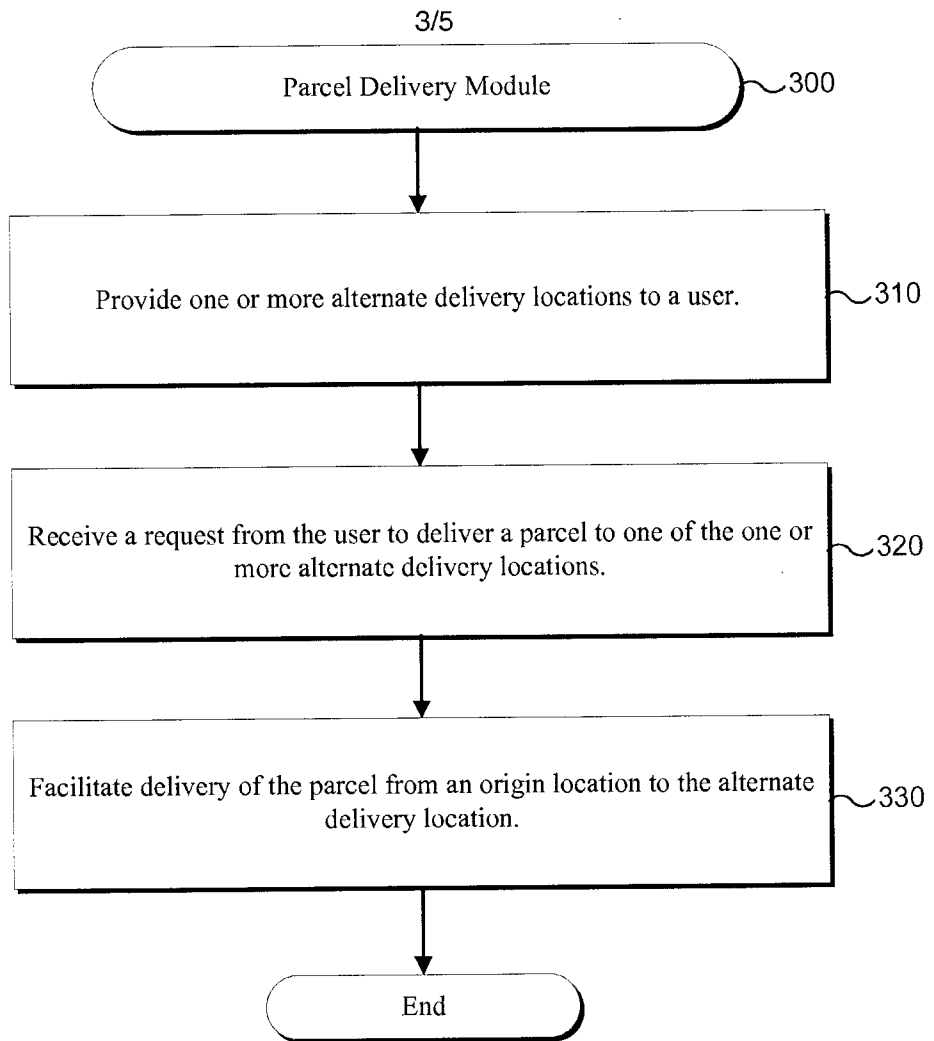 3/5
Parcel Delivery Module
300
Provide one or more alternate delivery locations to a user.
310
Receive a request from the user to deliver a parcel to one of the one or
more alternate delivery locations.
320
Facilitate delivery of the parcel from an origin location to the alternate
delivery location.
330
End